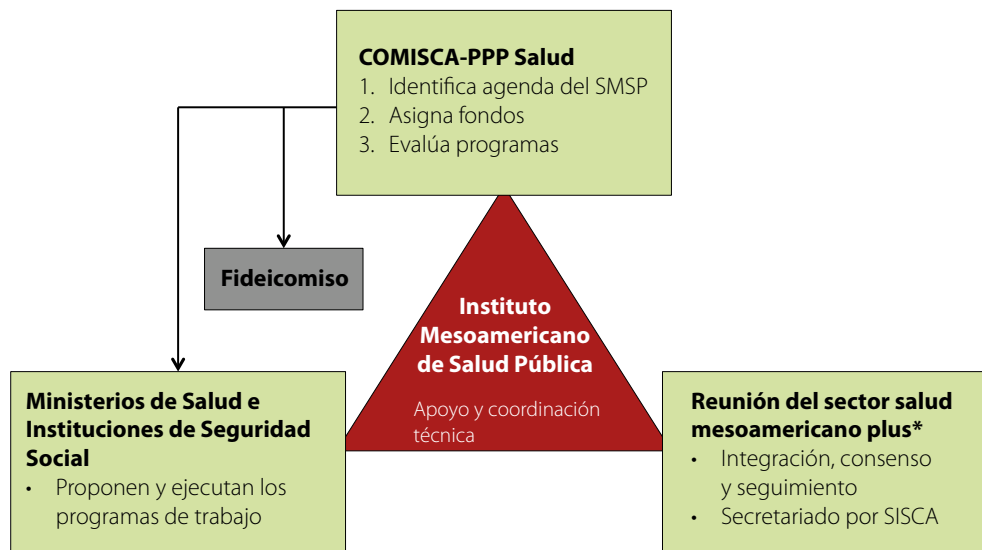 COMISCA-PPP Salud
1. Identifica agenda del SMSP
2. Asigna fondos
3. Evalúa programas
Fideicomiso
Instituto
Mesoamericano
de Salud Pública
Apoyo y coordinación
técnica
Ministerios de Salud e
Instituciones de Seguridad
Social
• Proponen y ejecutan los
programas de trabajo
Reunión del sector salud
mesoamericano plus*
• Integración, consenso
y seguimiento
• Secretariado por SISCA